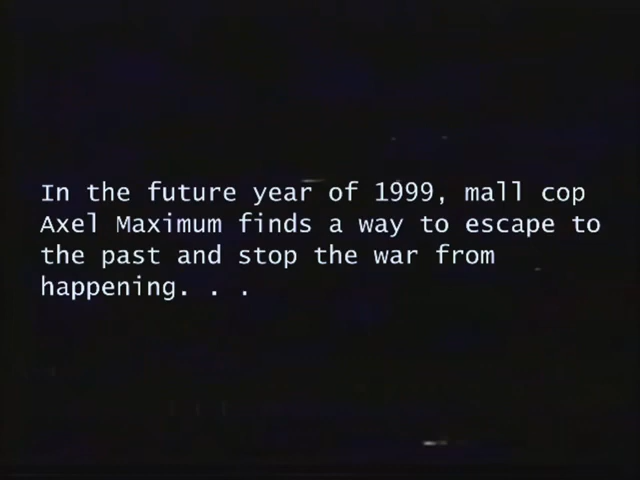 In the future year of 1999, mall cop
Axel Maximum finds a way to escape to
the past and stop the war from
happening. . .